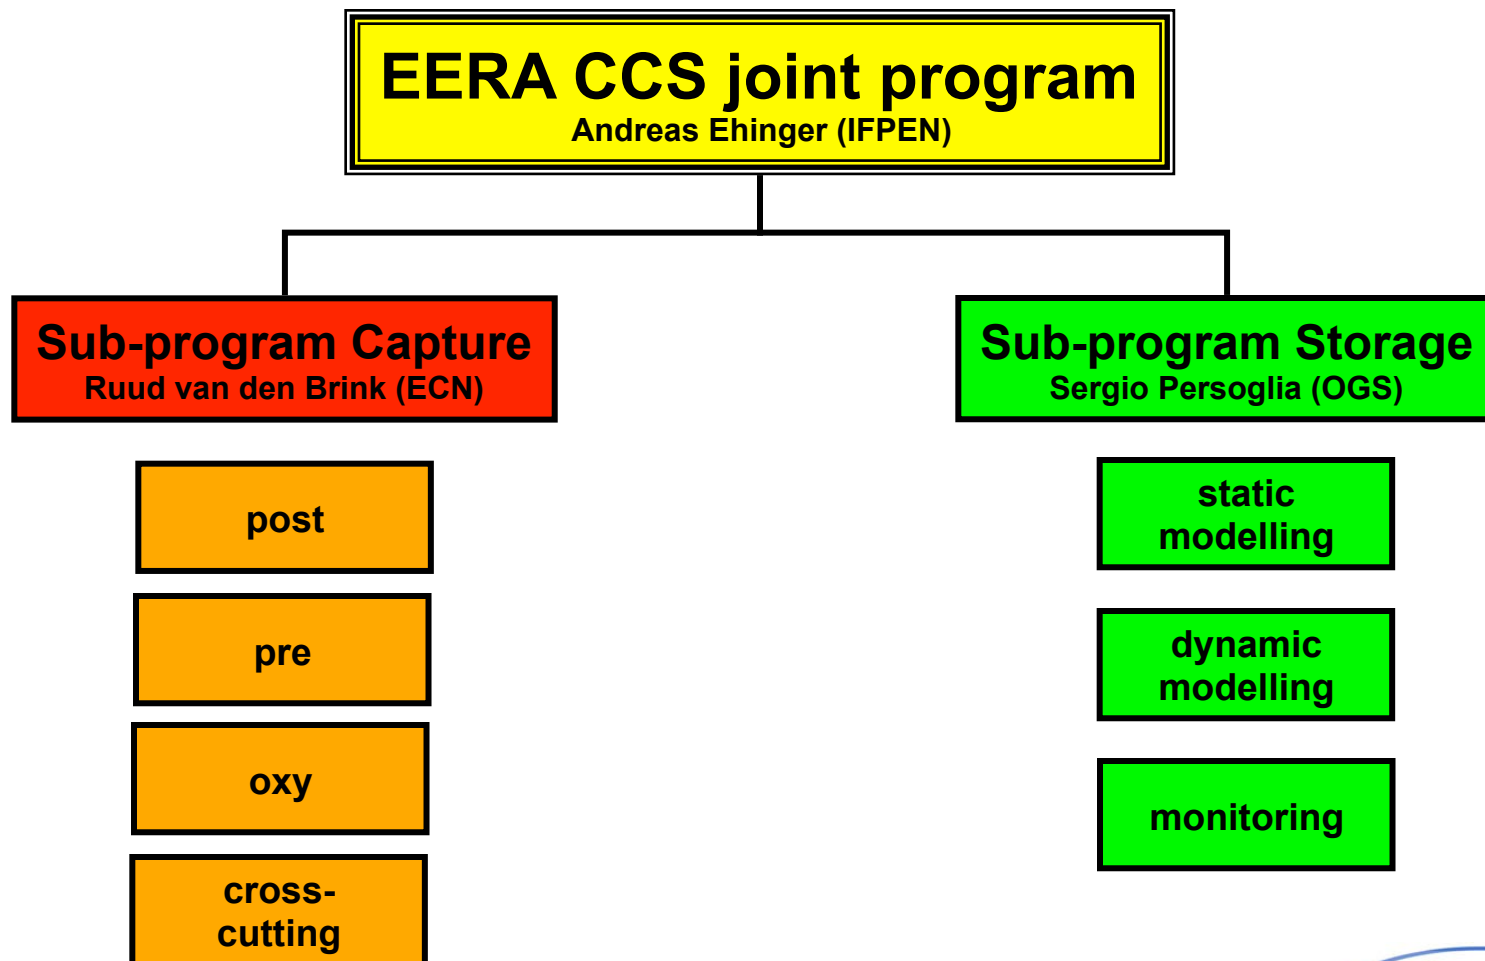 EERA CCS joint program
Andreas Ehinger (IFPEN)
Sub-program Capture
Ruud van den Brink (ECN)
post
pre
oxy
cross-
cutting
Sub-program Storage
Sergio Persoglia (OGS)
static
modelling
dynamic
modelling
monitoring